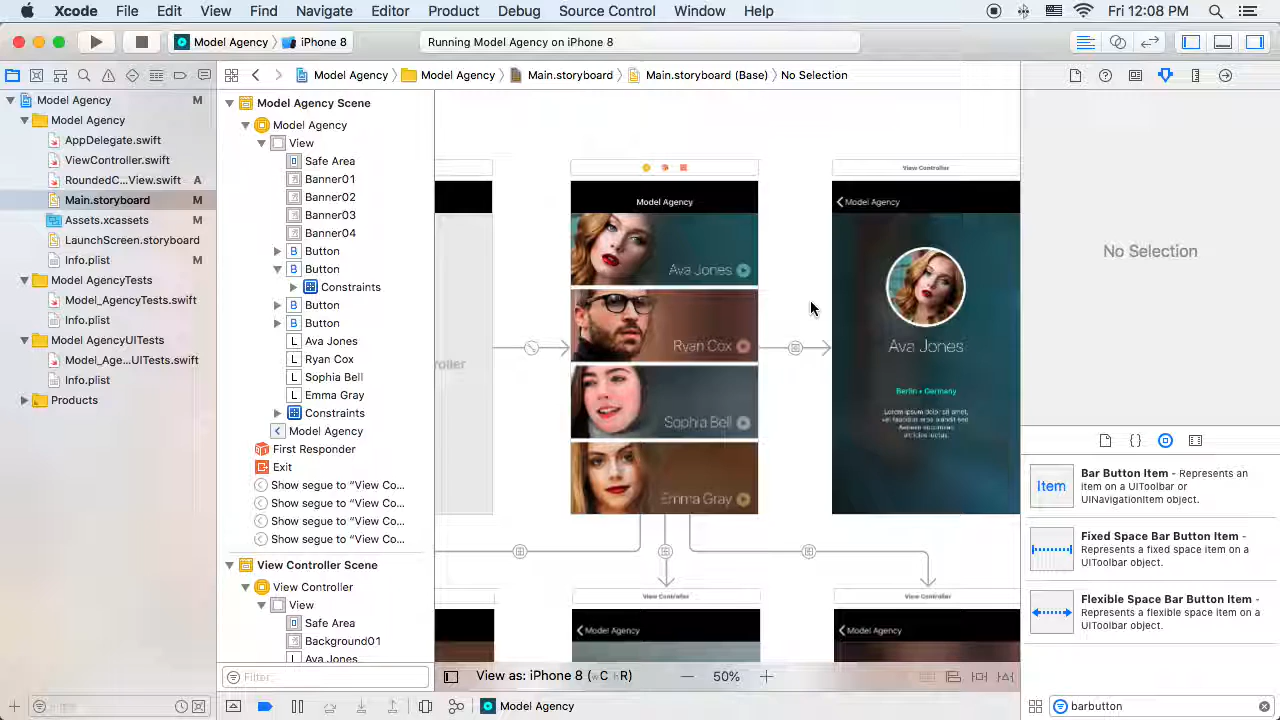 Xcode File Edit View Find Navigate Editor Product Debug Source Control Window Help Fri 12:08 PM
Model Agency iPhone 8 Running Model Agency on iPhone 8
Model Agency Model Agency Main.storyboard Main.storyboard (Base) No Selection
Model Agency M
Model Agency
AppDelegate.swift
ViewController.swift
RoundedC...View.swift A
Main.storyboard M
Assets.xcassets M
LaunchScreen.storyboard
Info.plist M
Model AgencyTests
Model_AgencyTests.swift
Info.plist
Model AgencyUITests
Model_Age...UITests.swift
Info.plist
Products
Model Agency Scene
Model Agency
View
Safe Area
Banner01
Banner02
Banner03
Banner04
B Button
B Button
Constraints
B Button
B Button
L Ava Jones
L Ryan Cox
L Sophia Bell
L Emma Gray
Constraints
Model Agency
First Responder
Exit
Show segue to “View Co...
Show segue to “View Co...
Show segue to “View Co...
Show segue to “View Co...
View Controller Scene
View Controller
View
Background01
Ava Jones
Filter
Model Agency
Ava Jones
Ryan Cox
Sophia Bell
Emma Gray
View Controller
Model Agency
Ava Jones
Berlin • Germany
Lorem ipsum dolor sit amet,
View Controller
Model Agency
View Controller
Model Agency
View as: iPhone 8 (wC hR) 50%
Model Agency
No Selection
Item
Bar Button Item - Represents an
item on a UIToolbar or
UINavigationItem object.
Fixed Space Bar Button Item -
Represents a fixed space item on a
UIToolbar object.
Flexible Space Bar Button Item -
Represents a flexible space item on a
UIToolbar object.
barbutton